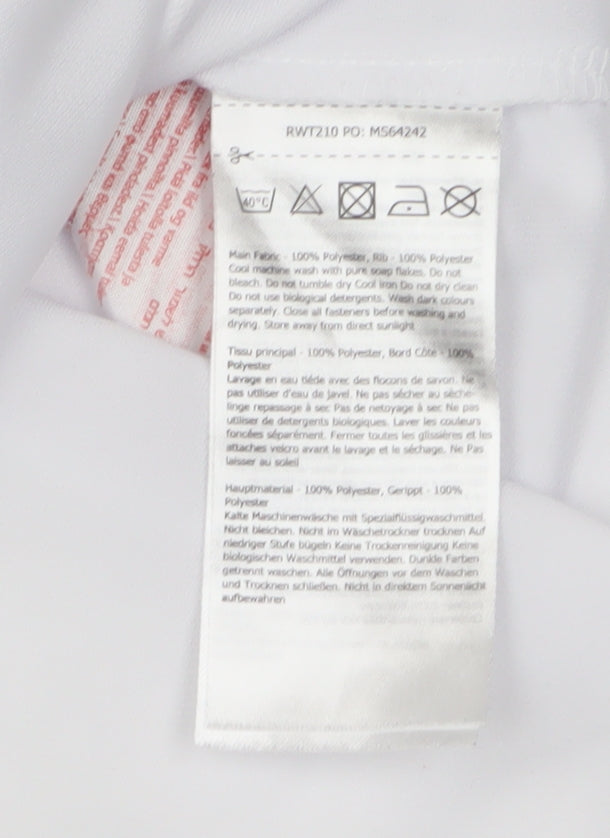 RWT210 PO: M564242
40°C
Main Fabric - 100% Polyester, Rib - 100% Polyester
Cool machine wash with pure soap flakes. Do not
bleach. Do not tumble dry Cool iron Do not dry clean
Do not use biological detergents. Wash dark colours
separately. Close all fasteners before washing and
drying. Store away from direct sunlight
Tissu principal - 100% Polyester, Bord Côte - 100%
Polyester
Lavage en eau tiède avec des flocons de savon. Ne
pas utiliser d'eau de Javel. Ne pas sécher au sèche-
linge repassage à sec Pas de netoyage à sec Ne pas
utiliser de detergents biologiques. Laver les couleurs
foncées séparément. Fermer toutes les glissières et les
attaches velcro avant le lavage et le séchage. Ne Pas
laisser au soleil
Hauptmaterial - 100% Polyester, Gerippt - 100%
Polyester
Kalte Maschinenwäsche mit Spezialflüssigwaschmittel.
Nicht bleichen. Nicht im Wäschetrockner trocknen Auf
niedriger Stufe bügeln Keine Trockenreinigung Keine
biologischen Waschmittel verwenden. Dunkle Farben
getrennt waschen. Alle Öffnungen vor dem Waschen
und Trocknen schließen. Nicht in direktem Sonnenlicht
aufbewahren